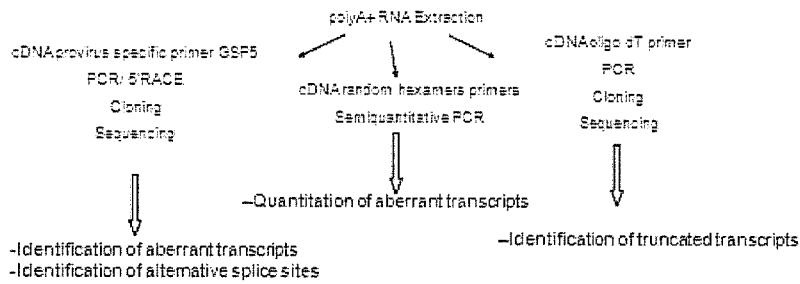 polyA+ RNA Extraction
cDNA provirus specific primer GSP5
PCR/ 5'RACE
Cloning
Sequencing
cDNA random hexamers primers
Semiquantitative PCR
cDNA oligo dT primer
PCR
Cloning
Sequencing
-Identification of aberrant transcripts
-Identification of alternative splice sites
–Quantitation of aberrant transcripts
–Identification of truncated transcripts